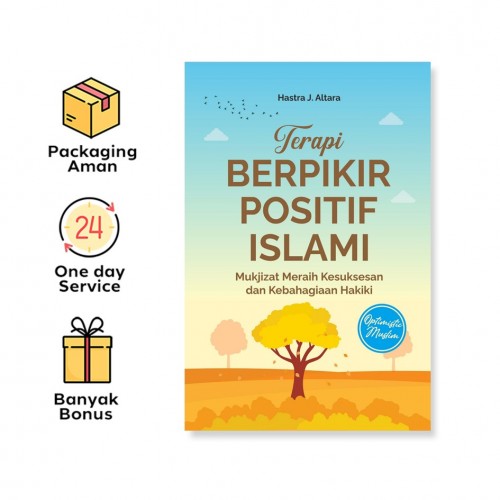 Packaging
Aman
24
One day
Service
Banyak
Bonus
Hastra J. Altara
Terapi
BERPIKIR
POSITIF
ISLAMI
Mukjizat Meraih Kesuksesan
dan Kebahagiaan Hakiki
Optimistic
Muslim